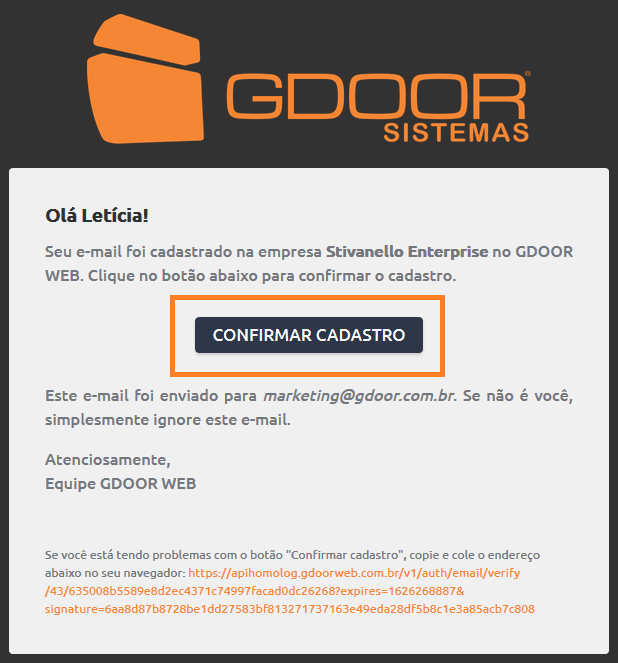 GDOOR®
SISTEMAS
Olá Letícia!
Seu e-mail foi cadastrado na empresa Stivanello Enterprise no GDOOR
WEB. Clique no botão abaixo para confirmar o cadastro.
CONFIRMAR CADASTRO
Este e-mail foi enviado para marketing@gdoor.com.br. Se não é você,
simplesmente ignore este e-mail.
Atenciosamente,
Equipe GDOOR WEB
Se você está tendo problemas com o botão "Confirmar cadastro", copie e cole o endereço
abaixo no seu navegador: https://apihomolog.gdoorweb.com.br/v1/auth/email/verify
/43/635008b5589e8d2ec4371c74997facad0dc26268?expires=1626268887&
signature=6aa8d87b8728be1dd27583bf813271737163e49eda28df5b8c1e3a85acb7c808